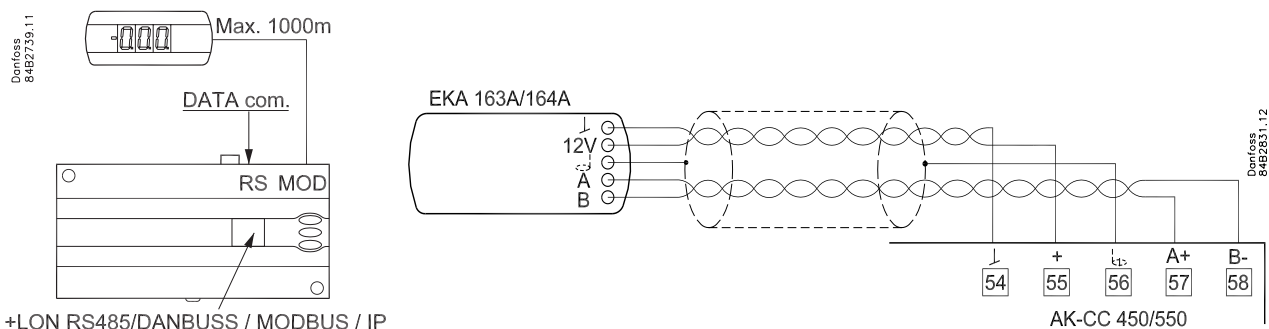 Danfoss
84B2739.11
Max. 1000m
-000
DATA com.
RS MOD
+LON RS485/DANBUSS / MODBUS / IP
EKA 163A/164A
12V
A
B
Danfoss
84B2831.12
+ A+ B-
54 55 56 57 58
AK-CC 450/550